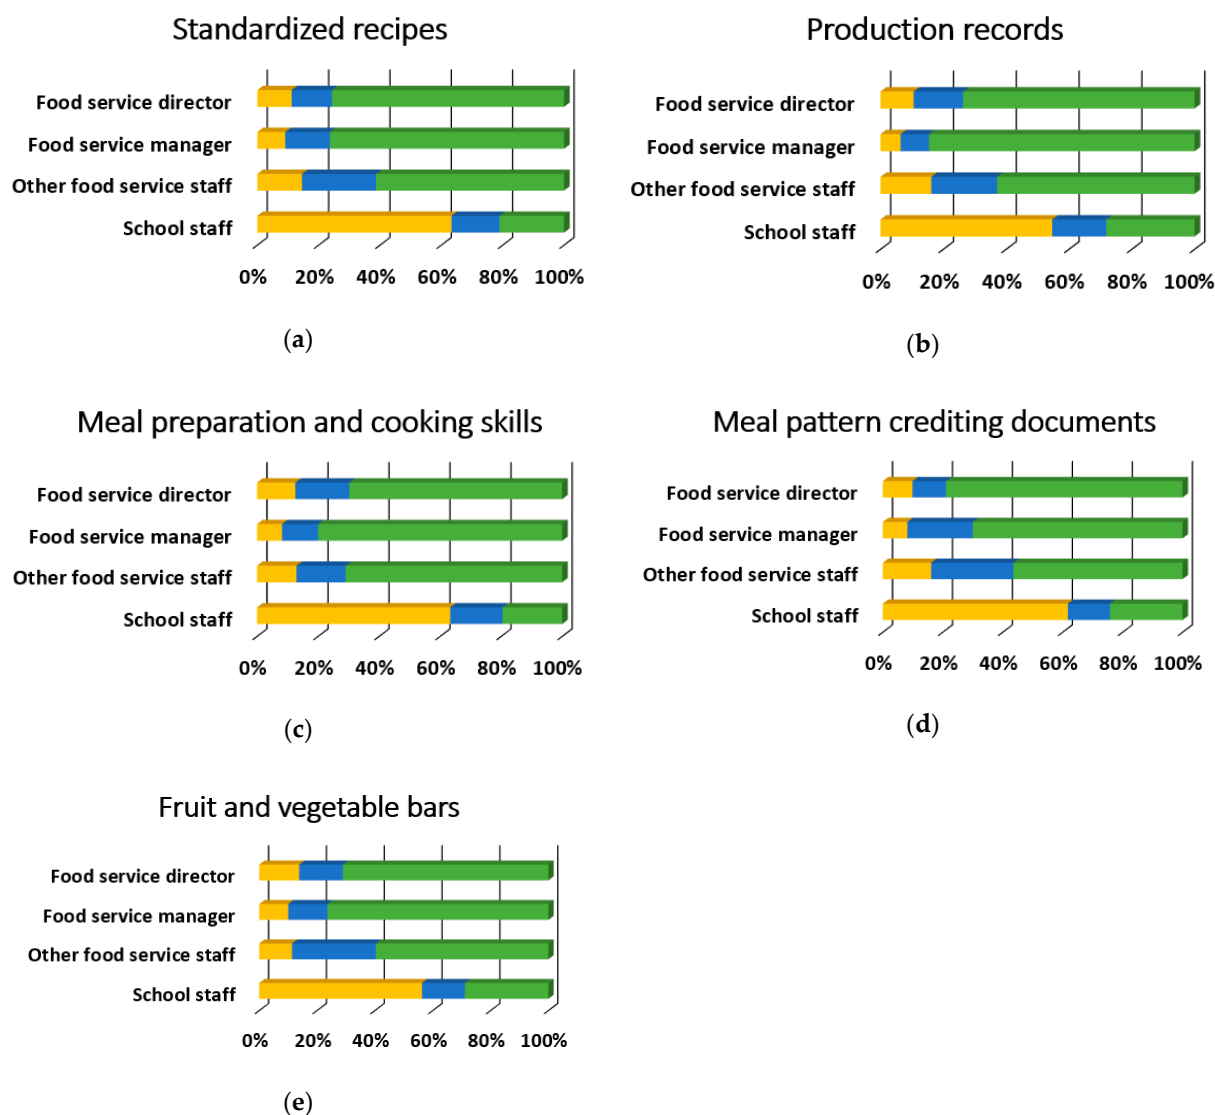 Standardized recipes
Food service director
Food service manager
Other food service staff
School staff
0% 20% 40% 60% 80% 100%
(a)
Production records
Food service director
Food service manager
Other food service staff
School staff
0% 20% 40% 60% 80% 100%
(b)
Meal preparation and cooking skills
Food service director
Food service manager
Other food service staff
School staff
0% 20% 40% 60% 80% 100%
(c)
Meal pattern crediting documents
Food service director
Food service manager
Other food service staff
School staff
0% 20% 40% 60% 80% 100%
(d)
Fruit and vegetable bars
Food service director
Food service manager
Other food service staff
School staff
0% 20% 40% 60% 80% 100%
(e)